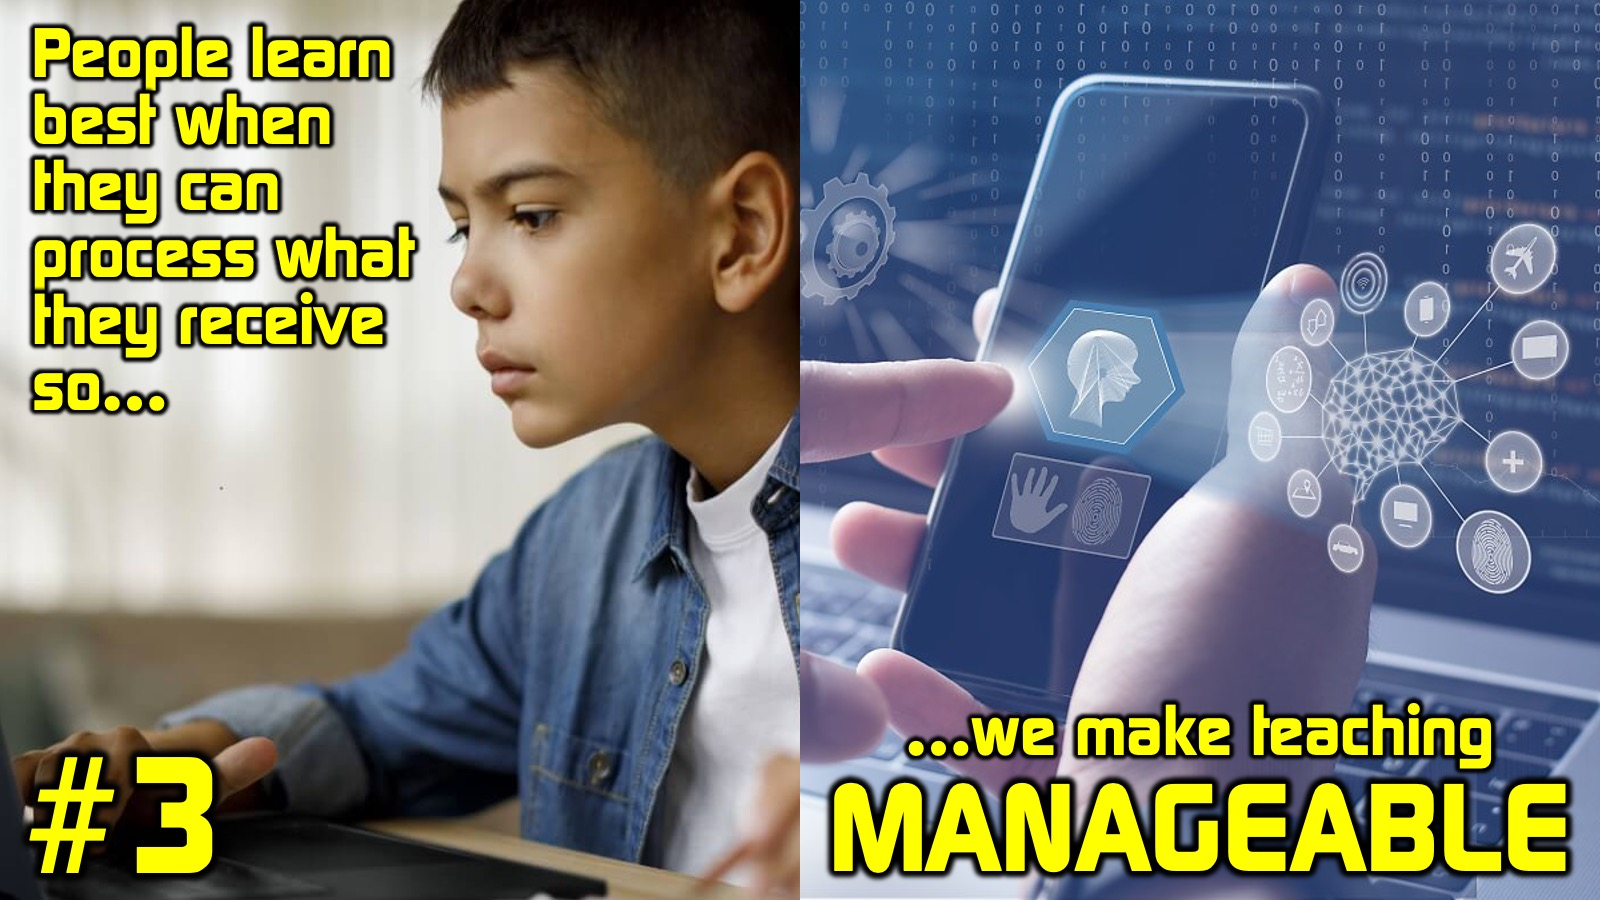 People learn
best when
they can
process what
they receive
so...
#3
...we make teaching
MANAGEABLE